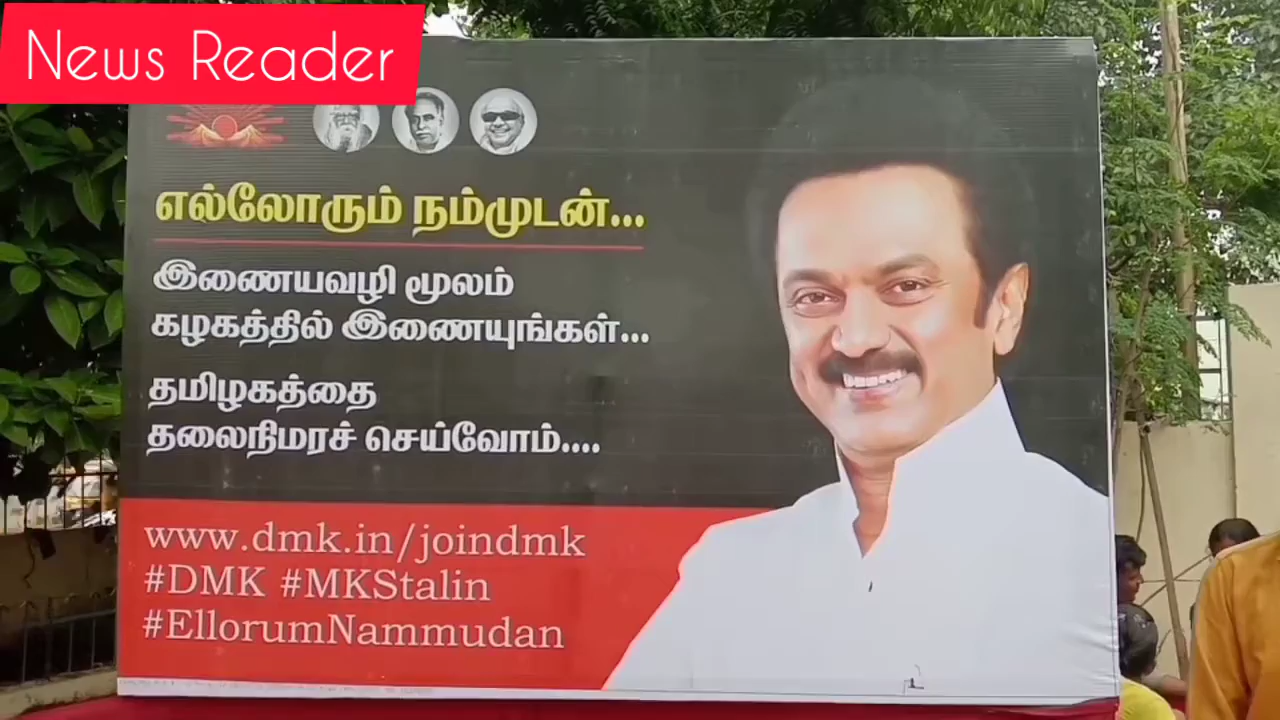 News Reader
எல்லோரும் நம்முடன்...
இணையவழி மூலம்
கழகத்தில் இணையுங்கள்...
தமிழகத்தை
தலைநிமரச் செய்வோம்....
www.dmk.in/joindmk
#DMK #MKStalin
#EllorumNammudan